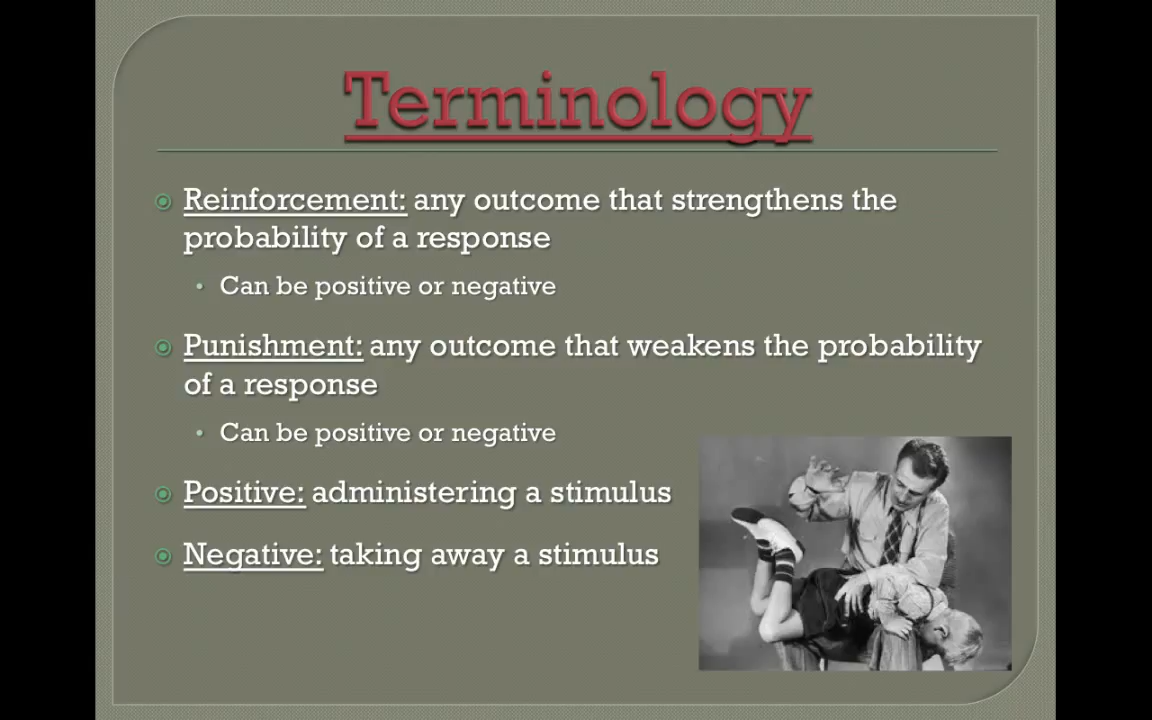 Terminology
Reinforcement: any outcome that strengthens the
probability of a response
Can be positive or negative
Punishment: any outcome that weakens the probability
of a response
Can be positive or negative
Positive: administering a stimulus
Negative: taking away a stimulus